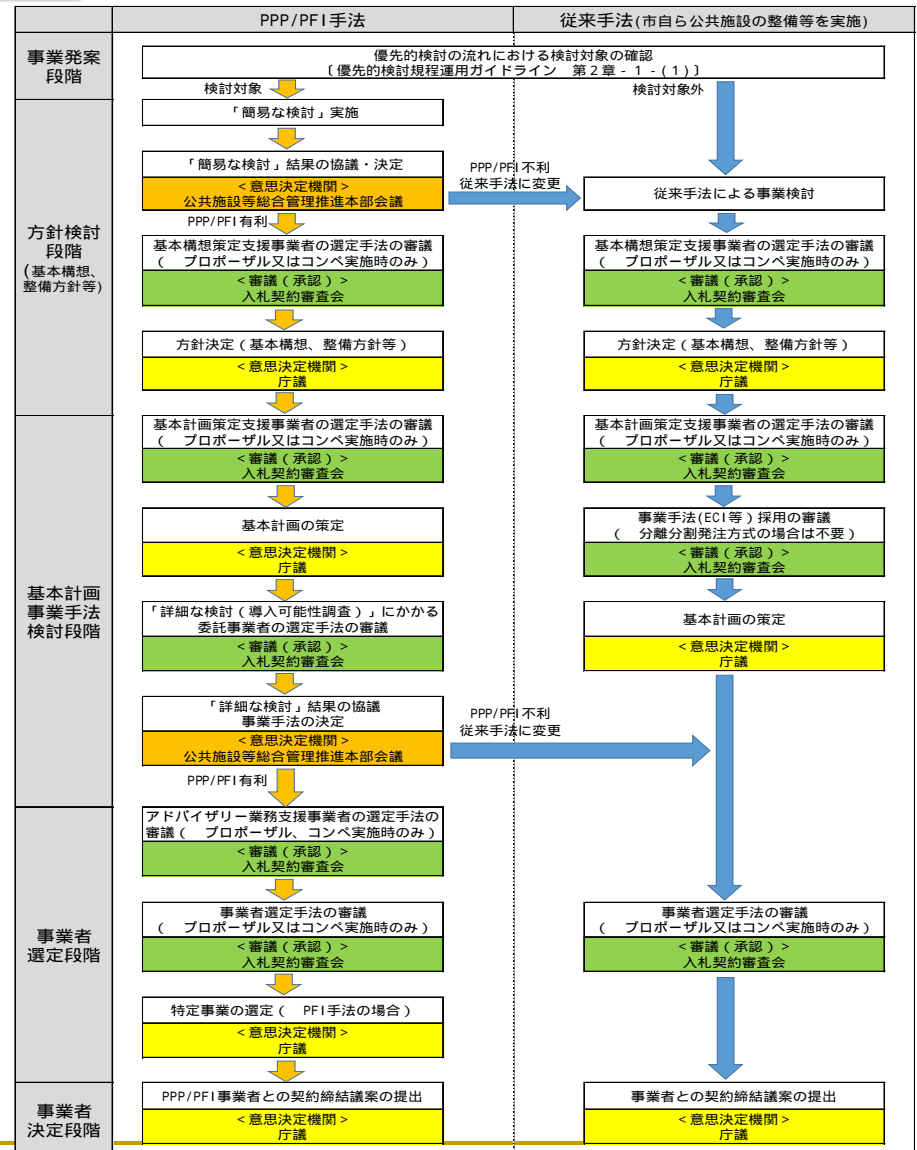 PPP/PFI手法
従来手法(市自ら公共施設の整備等を実施)
事業発案
段階
優先的検討の流れにおける検討対象の確認
〔優先的検討規程運用ガイドライン 第2章-1-(1)〕
検討対象
検討対象外
方針検討
段階
(基本構想、
整備方針等)
「簡易な検討」実施
「簡易な検討」結果の協議・決定
<意思決定機関>
公共施設等総合管理推進本部会議
PPP/PFI不利
従来手法に変更
従来手法による事業検討
PPP/PFI有利
基本構想策定支援事業者の選定手法の審議
( プロポーザル又はコンペ実施時のみ)
<審議(承認)>
入札契約審査会
基本構想策定支援事業者の選定手法の審議
( プロポーザル又はコンペ実施時のみ)
<審議(承認)>
入札契約審査会
方針決定(基本構想、整備方針等)
<意思決定機関>
庁議
方針決定(基本構想、整備方針等)
<意思決定機関>
庁議
基本計画
事業手法
検討段階
基本計画策定支援事業者の選定手法の審議
( プロポーザル又はコンペ実施時のみ)
<審議(承認)>
入札契約審査会
基本計画策定支援事業者の選定手法の審議
( プロポーザル又はコンペ実施時のみ)
<審議(承認)>
入札契約審査会
基本計画の策定
<意思決定機関>
庁議
事業手法(ECI等)採用の審議
( 分離分割発注方式の場合は不要)
<審議(承認)>
入札契約審査会
「詳細な検討(導入可能性調査)」にかかる
委託事業者の選定手法の審議
<審議(承認)>
入札契約審査会
基本計画の策定
<意思決定機関>
庁議
「詳細な検討」結果の協議
事業手法の決定
<意思決定機関>
公共施設等総合管理推進本部会議
PPP/PFI不利
従来手法に変更
PPP/PFI有利
事業者
選定段階
アドバイザリー業務支援事業者の選定手法の
審議( プロポーザル、コンペ実施時のみ)
<審議(承認)>
入札契約審査会
事業者選定手法の審議
( プロポーザル又はコンペ実施時のみ)
<審議(承認)>
入札契約審査会
事業者選定手法の審議
( プロポーザル又はコンペ実施時のみ)
<審議(承認)>
入札契約審査会
特定事業の選定( PFI手法の場合)
<意思決定機関>
庁議
事業者
決定段階
PPP/PFI事業者との契約締結議案の提出
<意思決定機関>
庁議
事業者との契約締結議案の提出
<意思決定機関>
庁議